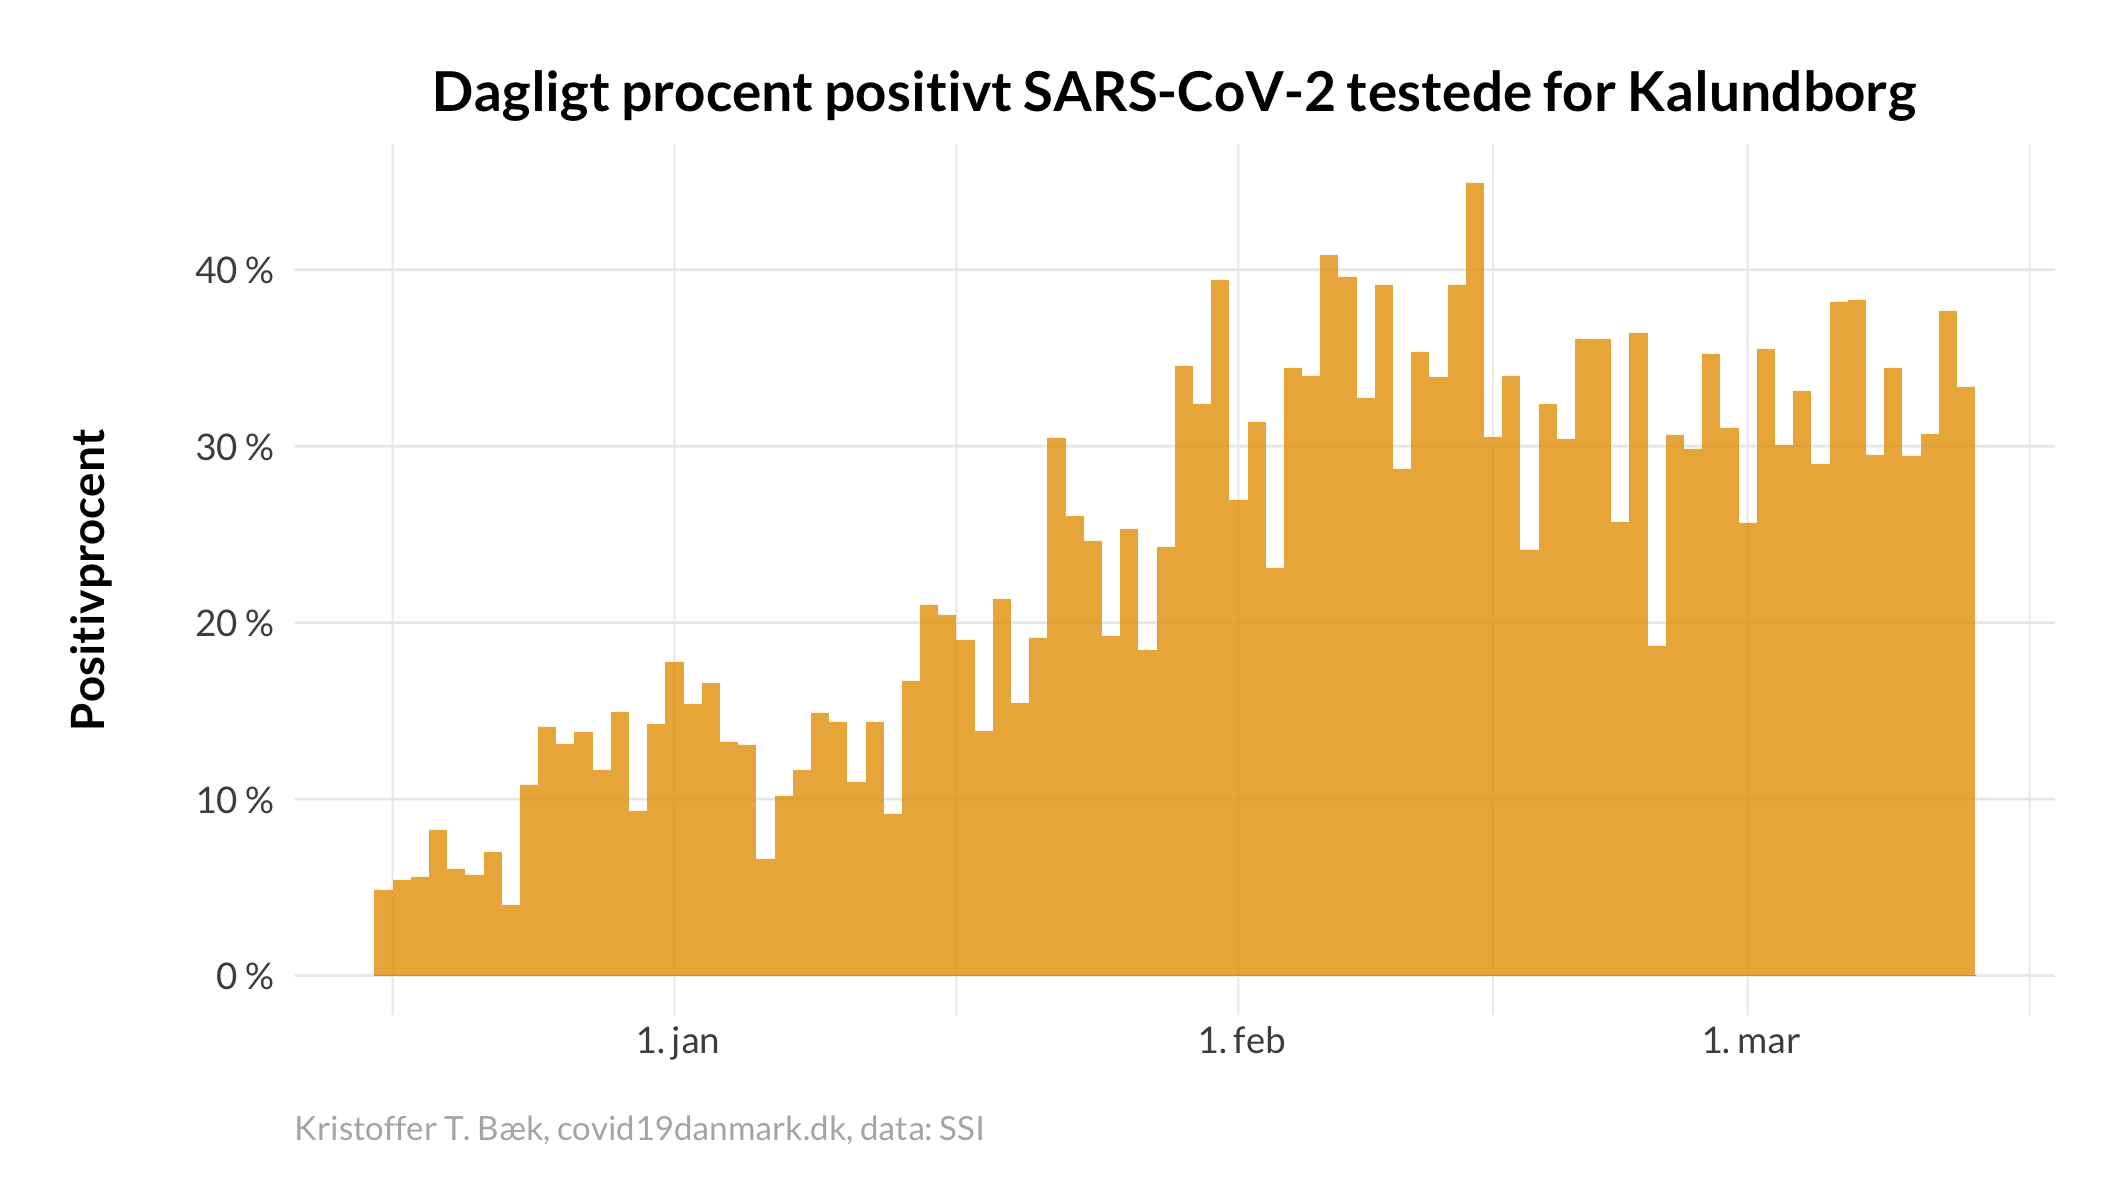 Dagligt procent positivt SARS-CoV-2 testede for Kalundborg
Positivprocent
40 %
30 %
20 %
10 %
0 %
1. jan
1. feb
1. mar
Kristoffer T. Bæk, covid19danmark.dk, data: SSI